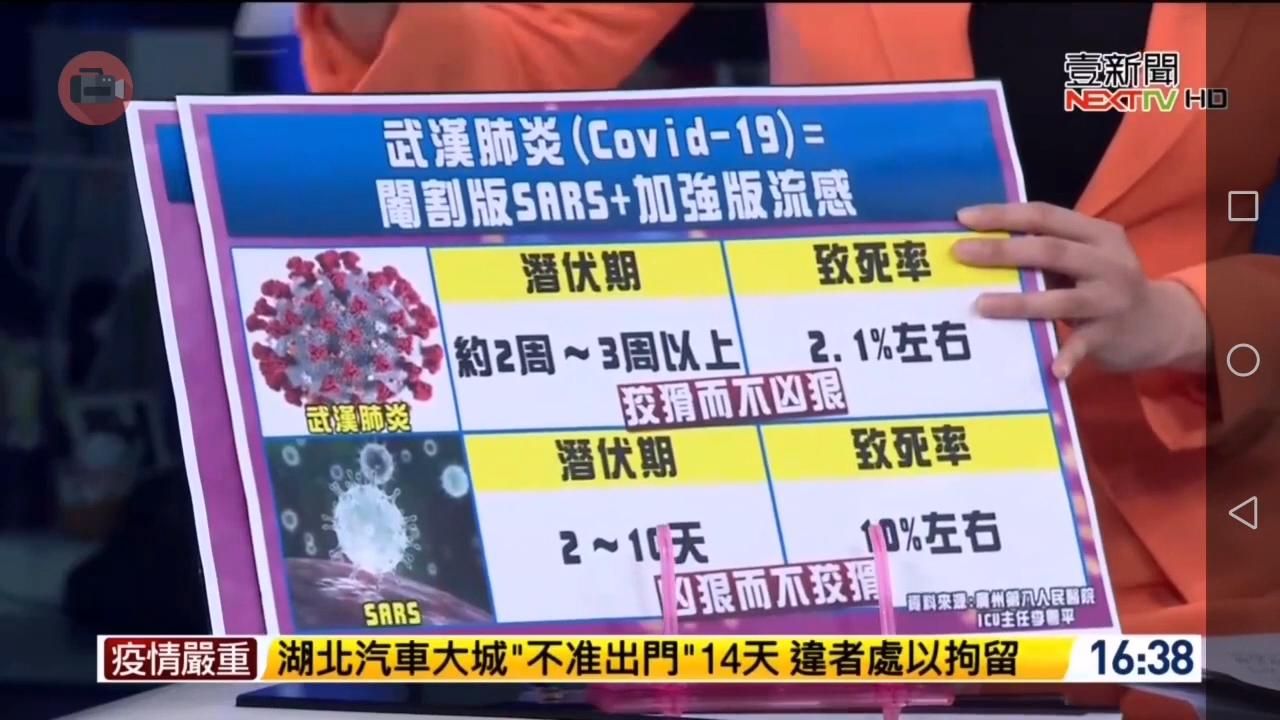 壹新聞
NEXTTV HD
武漢肺炎(Covid-19)=
閹割版SARS+加強版流感
潛伏期
致死率
約2周～3周以上
2.1%左右
狡猾而不凶狠
武漢肺炎
潛伏期
致死率
2～10天
10%左右
凶狠而不狡猾
SARS
資料來源:廣州第八人民醫院
ICU主任李粵平
疫情嚴重
湖北汽車大城"不准出門"14天 違者處以拘留
16:38